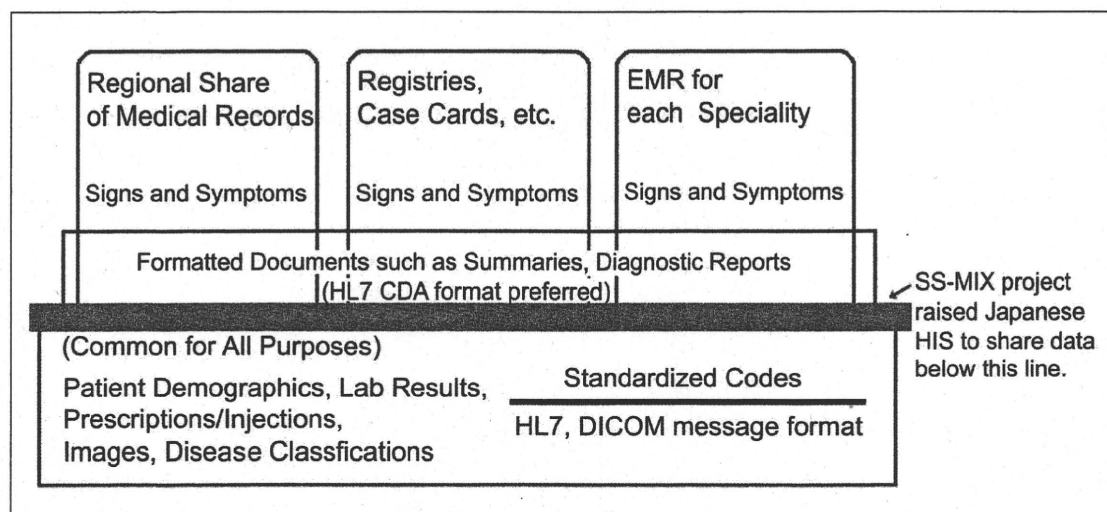 Regional Share
of Medical Records
Signs and Symptoms
Registries,
Case Cards, etc.
Signs and Symptoms
EMR for
each Speciality
Signs and Symptoms
Formatted Documents such as Summaries, Diagnostic Reports
(HL7 CDA format preferred)
SS-MIX project
raised Japanese
HIS to share data
below this line.
(Common for All Purposes)
Patient Demographics, Lab Results,
Prescriptions/Injections,
Images, Disease Classfications
Standardized Codes
HL7, DICOM message format